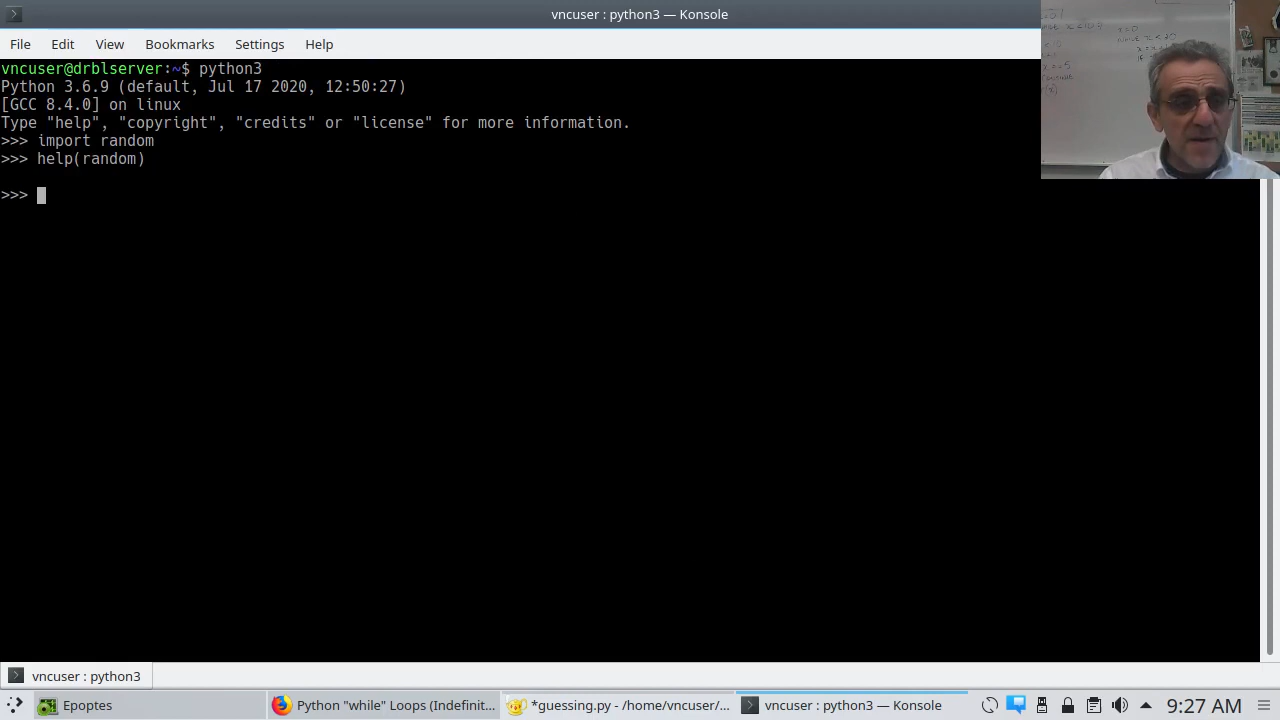 vncuser : python3 — Konsole
File Edit View Bookmarks Settings Help
vncuser@drblserver:~$ python3
Python 3.6.9 (default, Jul 17 2020, 12:50:27)
[GCC 8.4.0] on linux
Type "help", "copyright", "credits" or "license" for more information.
>>> import random
>>> help(random)
>>>
vncuser : python3
Epoptes
Python "while" Loops (Indefinit...
*guessing.py - /home/vncuser/...
vncuser : python3 — Konsole
9:27 AM